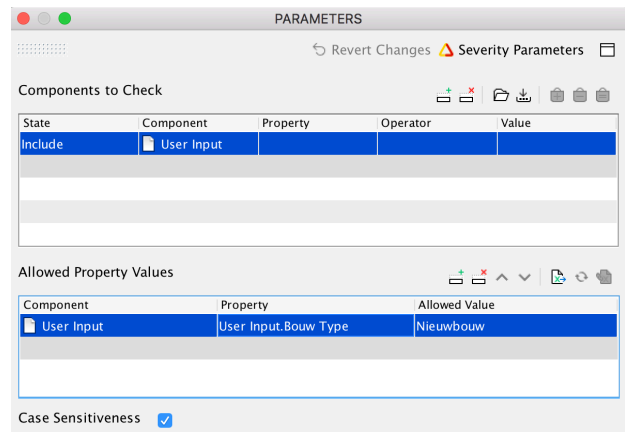 PARAMETERS
Revert Changes Severity Parameters
Components to Check
State Component Property Operator Value
Include User Input
Allowed Property Values
Component Property Allowed Value
User Input User Input.Bouw Type Nieuwbouw
Case Sensitiveness